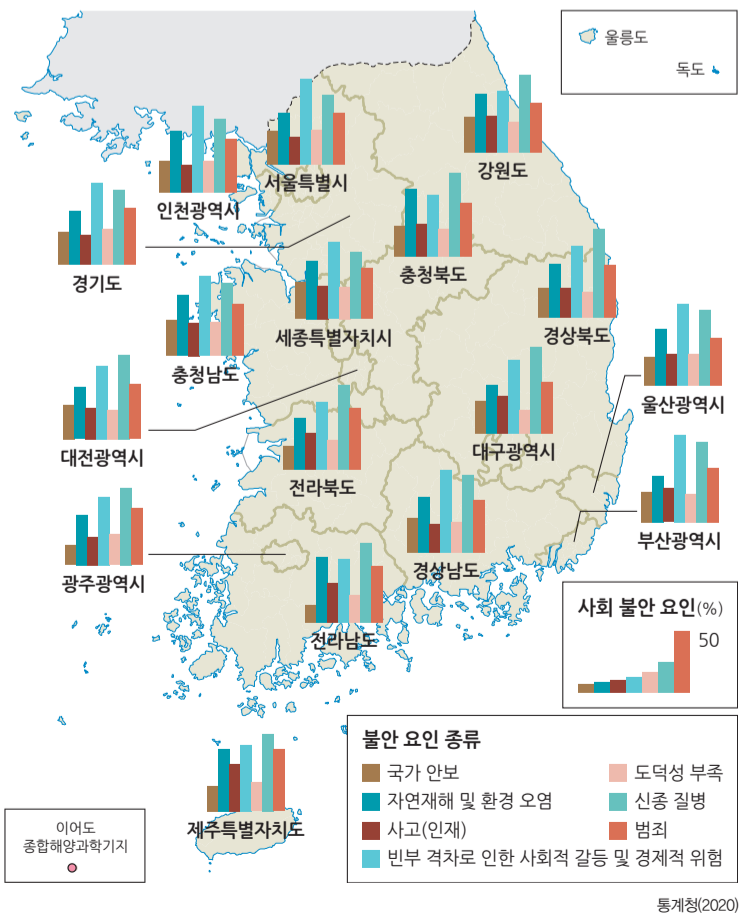 울릉도
독도
서울특별시
인천광역시
강원도
경기도
충청북도
세종특별자치시
경상북도
충청남도
울산광역시
대전광역시
대구광역시
전라북도
부산광역시
광주광역시
경상남도
전라남도
제주특별자치도
사회 불안 요인(%)
50
불안 요인 종류
국가 안보
도덕성 부족
자연재해 및 환경 오염
신종 질병
사고(인재)
범죄
빈부 격차로 인한 사회적 갈등 및 경제적 위험
이어도
종합해양과학기지
통계청(2020)